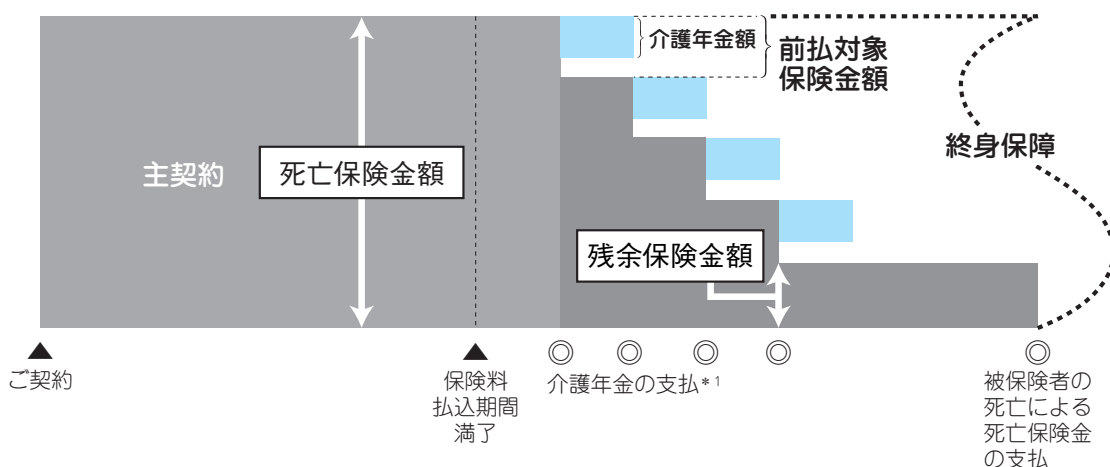 介護年金額
前払対象
保険金額
終身保障
主契約
死亡保険金額
残余保険金額
ご契約
保険料
払込期間
満了
介護年金の支払*1
被保険者の
死亡による
死亡保険金
の支払